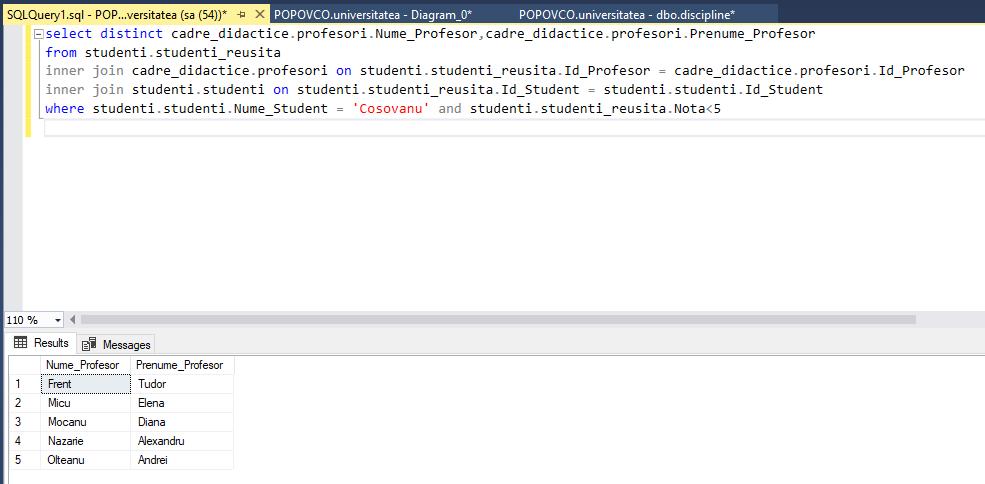 SQLQuery1.sql - POP...versitatea (sa (54))* POPOVCO.universitatea - Diagram_0* POPOVCO.universitatea - dbo.discipline*
select distinct cadre_didactice.profesori.Nume_Profesor,cadre_didactice.profesori.Prenume_Profesor
from studenti.studenti_reusita
inner join cadre_didactice.profesori on studenti.studenti_reusita.Id_Profesor = cadre_didactice.profesori.Id_Profesor
inner join studenti.studenti on studenti.studenti_reusita.Id_Student = studenti.studenti.Id_Student
where studenti.studenti.Nume_Student = 'Cosovanu' and studenti.studenti_reusita.Nota<5
110 %
Results Messages
Nume_Profesor Prenume_Profesor
1 Frent Tudor
2 Micu Elena
3 Mocanu Diana
4 Nazarie Alexandru
5 Olteanu Andrei